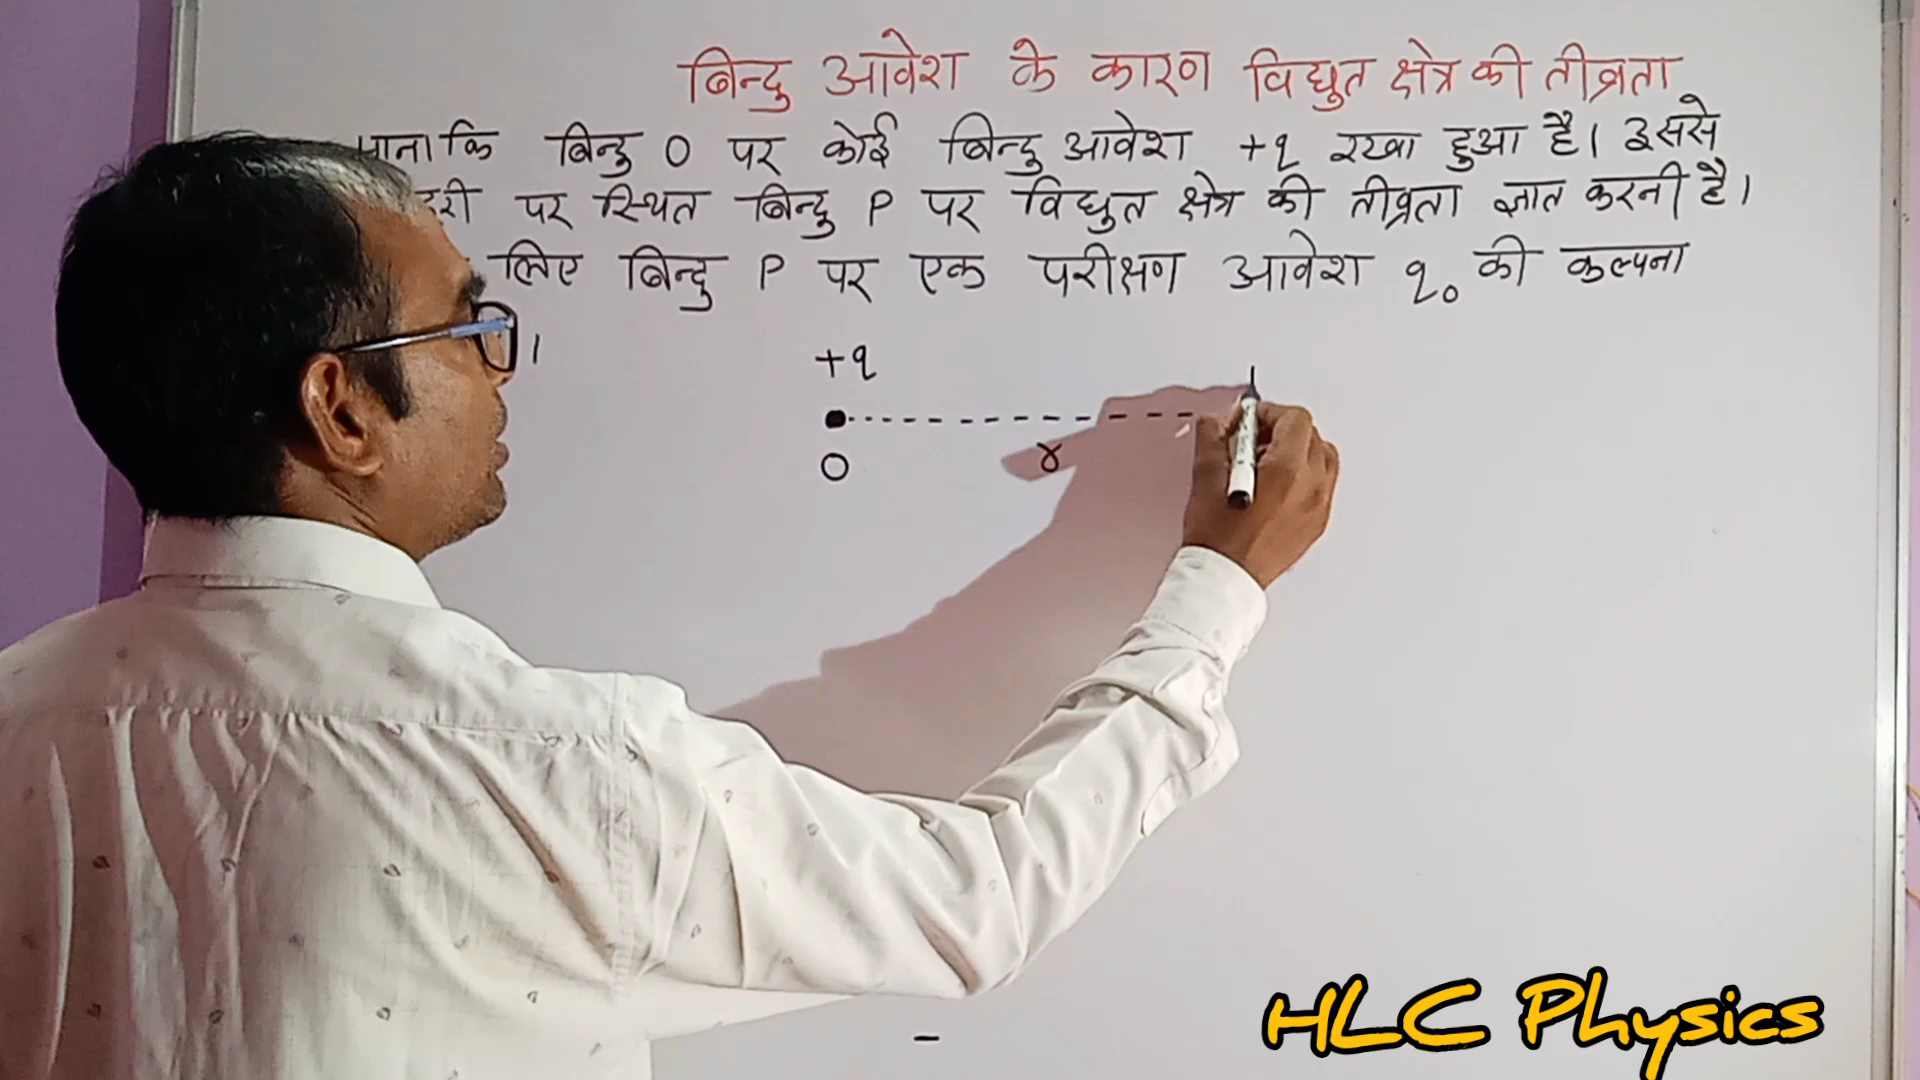 बिन्दु आवेश के कारण विद्युत क्षेत्र की तीव्रता
माना कि बिन्दु O पर कोई बिन्दु आवेश +q रखा हुआ है। इससे
पर स्थित बिन्दु P पर विद्युत क्षेत्र की तीव्रता ज्ञात करनी है।
लिए बिन्दु P पर एक परीक्षण आवेश q₀ की कल्पना
।
+q
r
O
HLC Physics